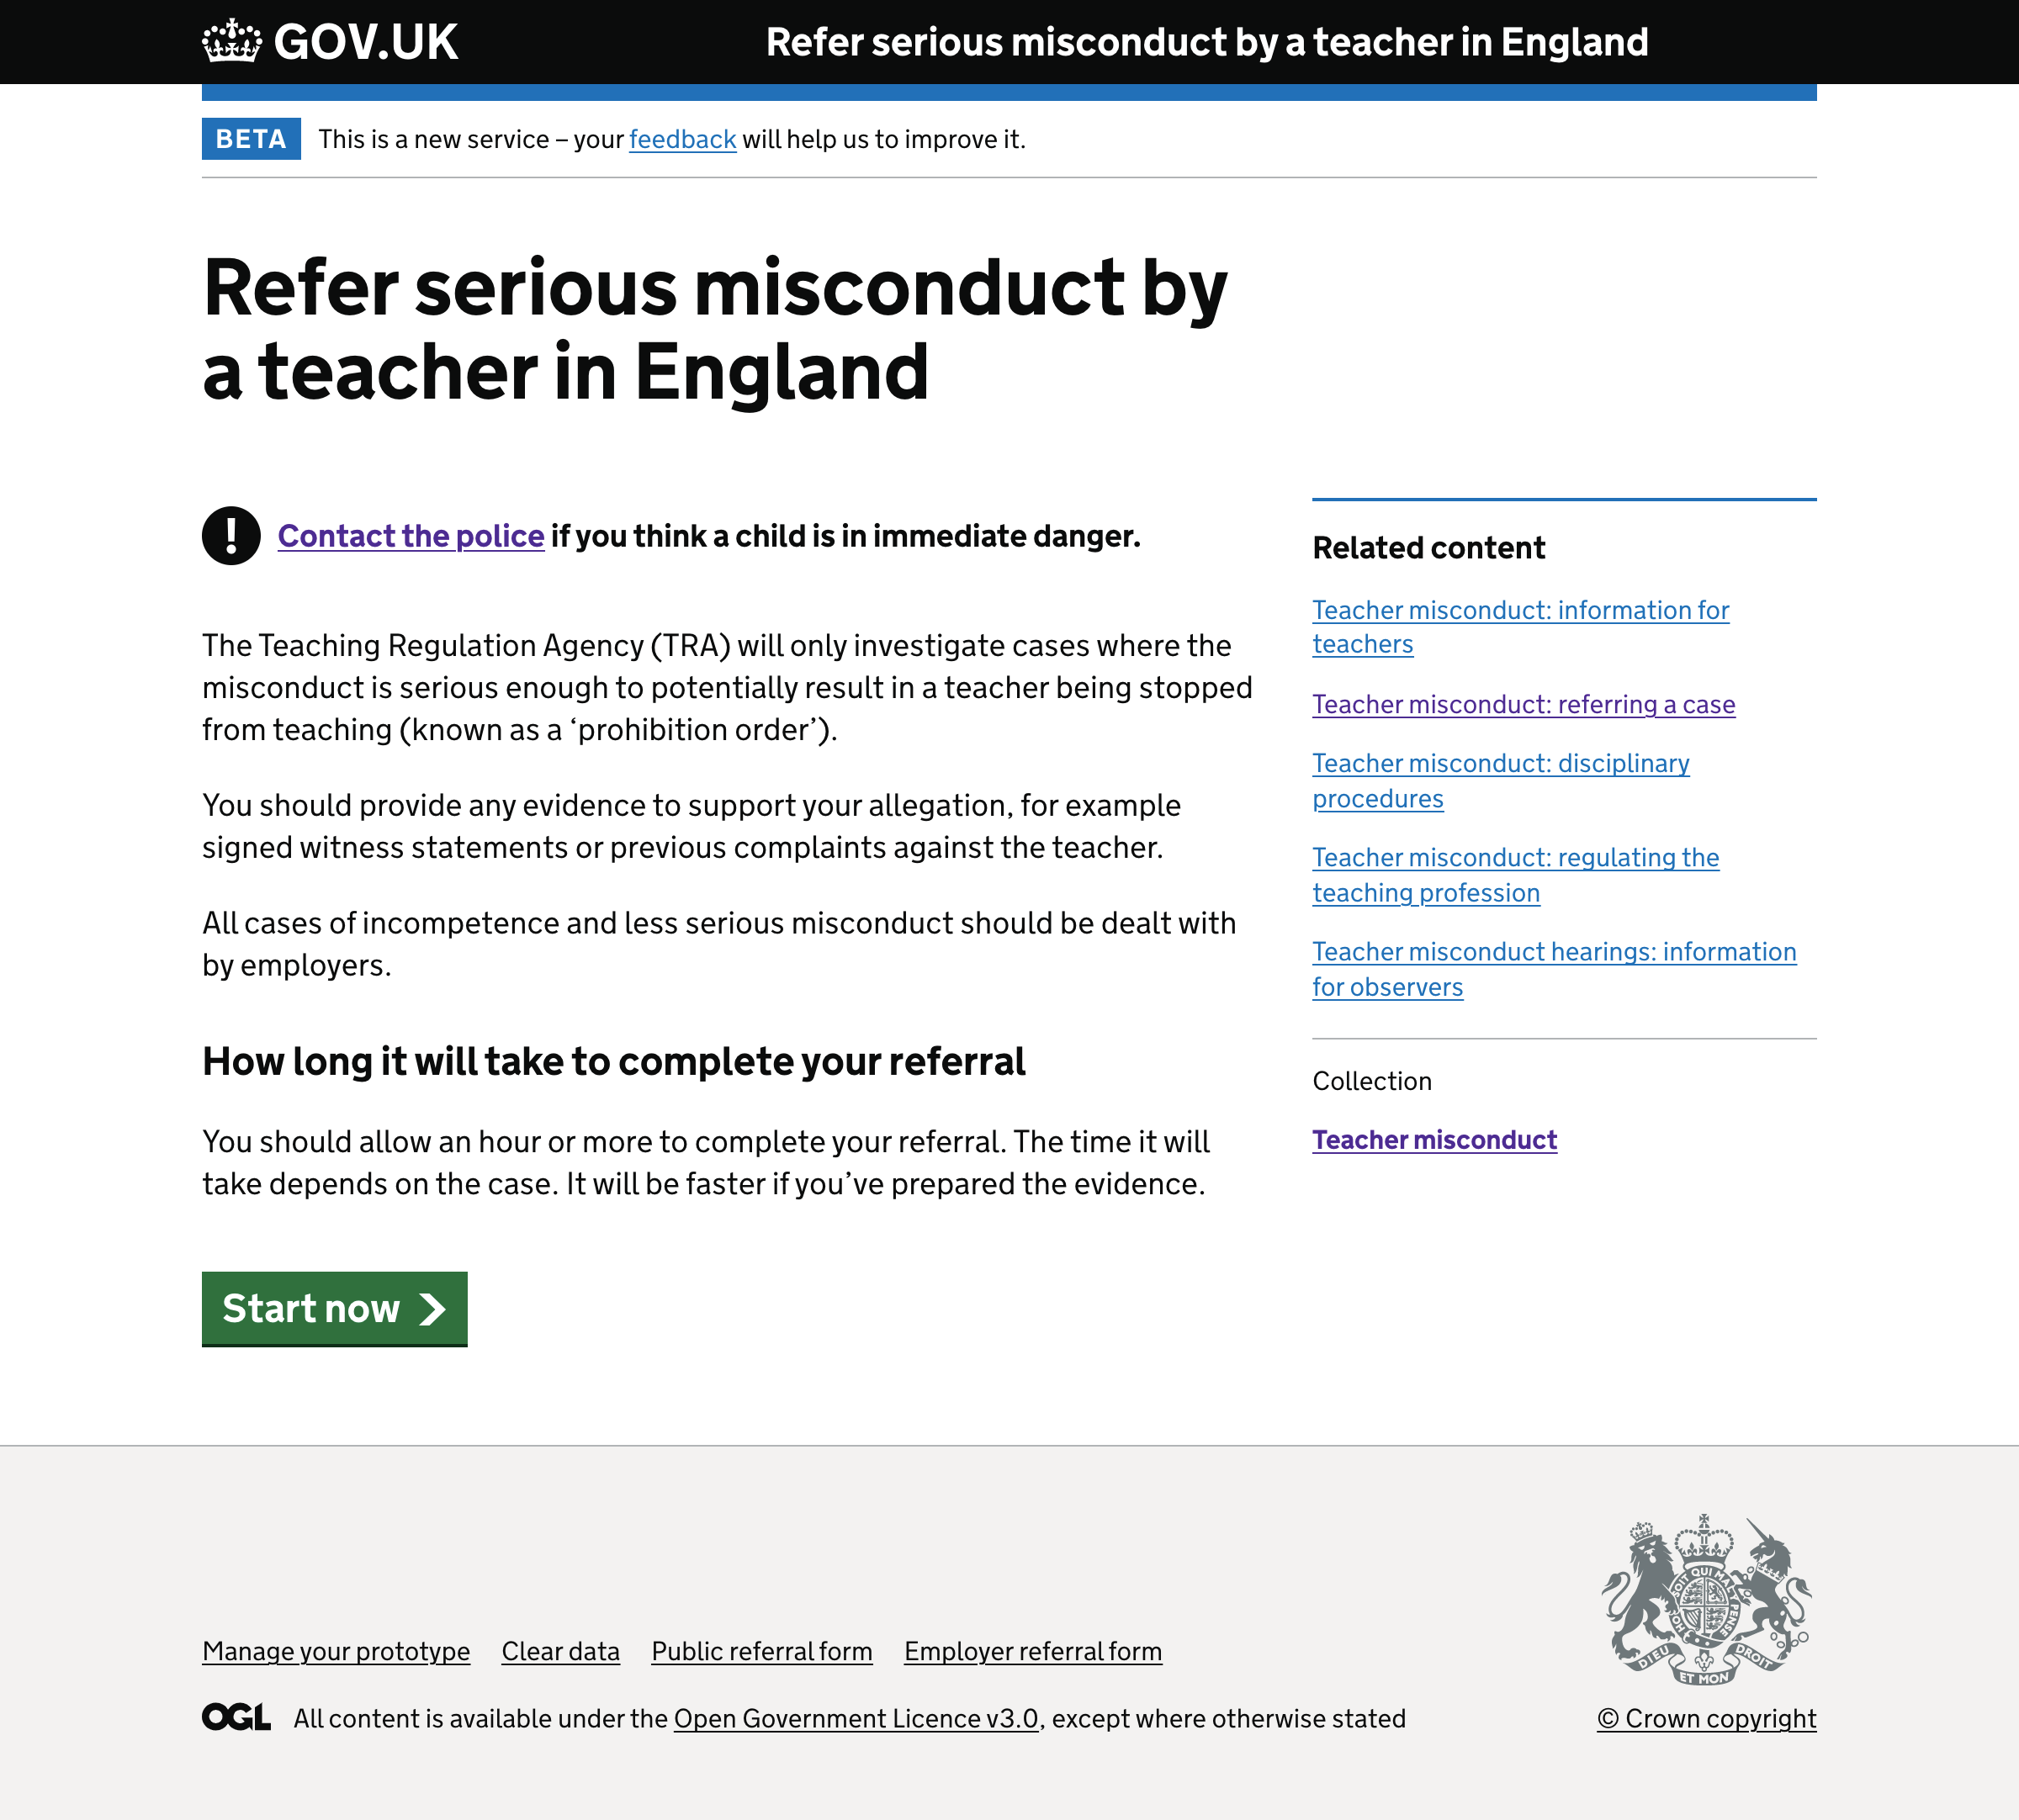 GOV.UK
Refer serious misconduct by a teacher in England
BETA
This is a new service – your feedback will help us to improve it.
Refer serious misconduct by
a teacher in England
! Contact the police if you think a child is in immediate danger.
The Teaching Regulation Agency (TRA) will only investigate cases where the
misconduct is serious enough to potentially result in a teacher being stopped
from teaching (known as a ‘prohibition order’).
You should provide any evidence to support your allegation, for example
signed witness statements or previous complaints against the teacher.
All cases of incompetence and less serious misconduct should be dealt with
by employers.
How long it will take to complete your referral
You should allow an hour or more to complete your referral. The time it will
take depends on the case. It will be faster if you’ve prepared the evidence.
Start now
Related content
Teacher misconduct: information for
teachers
Teacher misconduct: referring a case
Teacher misconduct: disciplinary
procedures
Teacher misconduct: regulating the
teaching profession
Teacher misconduct hearings: information
for observers
Collection
Teacher misconduct
Manage your prototype
Clear data
Public referral form
Employer referral form
OGL
All content is available under the Open Government Licence v3.0, except where otherwise stated
SOIT QUI MAL
PENSE
HON
DIEU
ET MON
DROIT
© Crown copyright